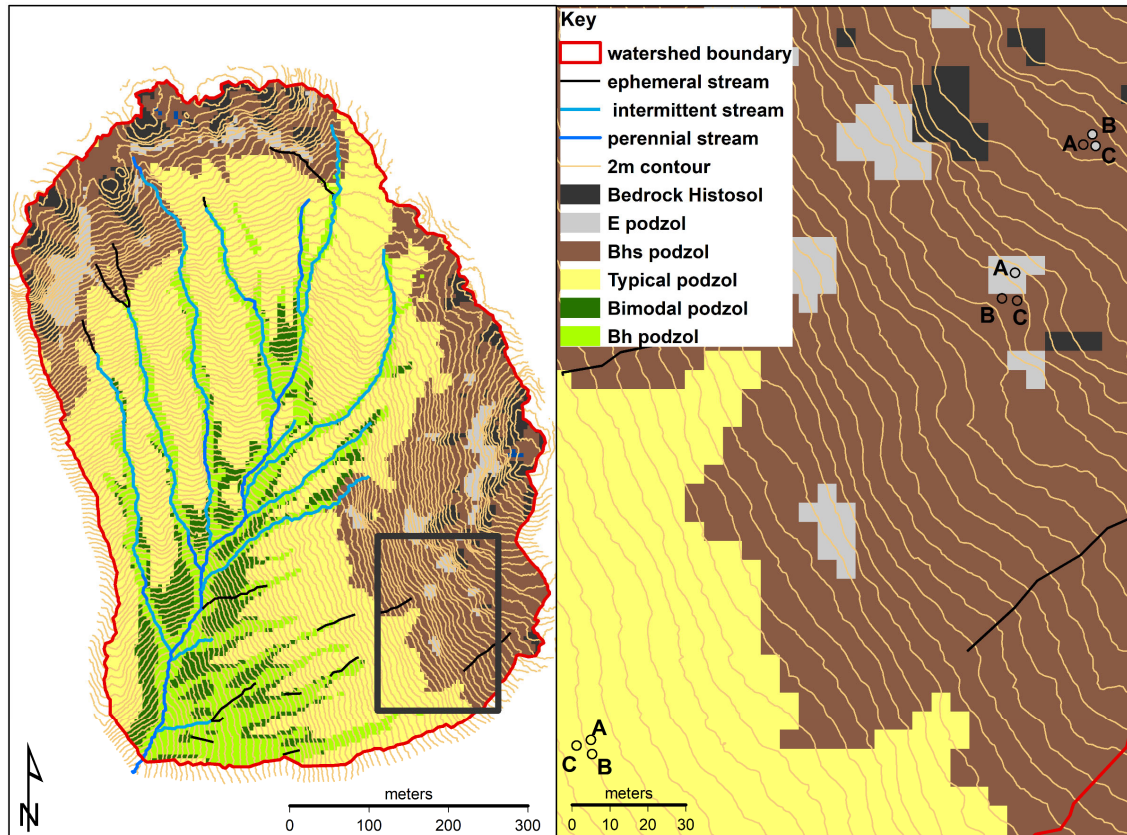 Key
watershed boundary
ephemeral stream
intermittent stream
perennial stream
2m contour
Bedrock Histosol
E podzol
Bhs podzol
Typical podzol
Bimodal podzol
Bh podzol
B
A
C
A
B C
A
C B
N
meters
0 100 200 300
meters
0 10 20 30